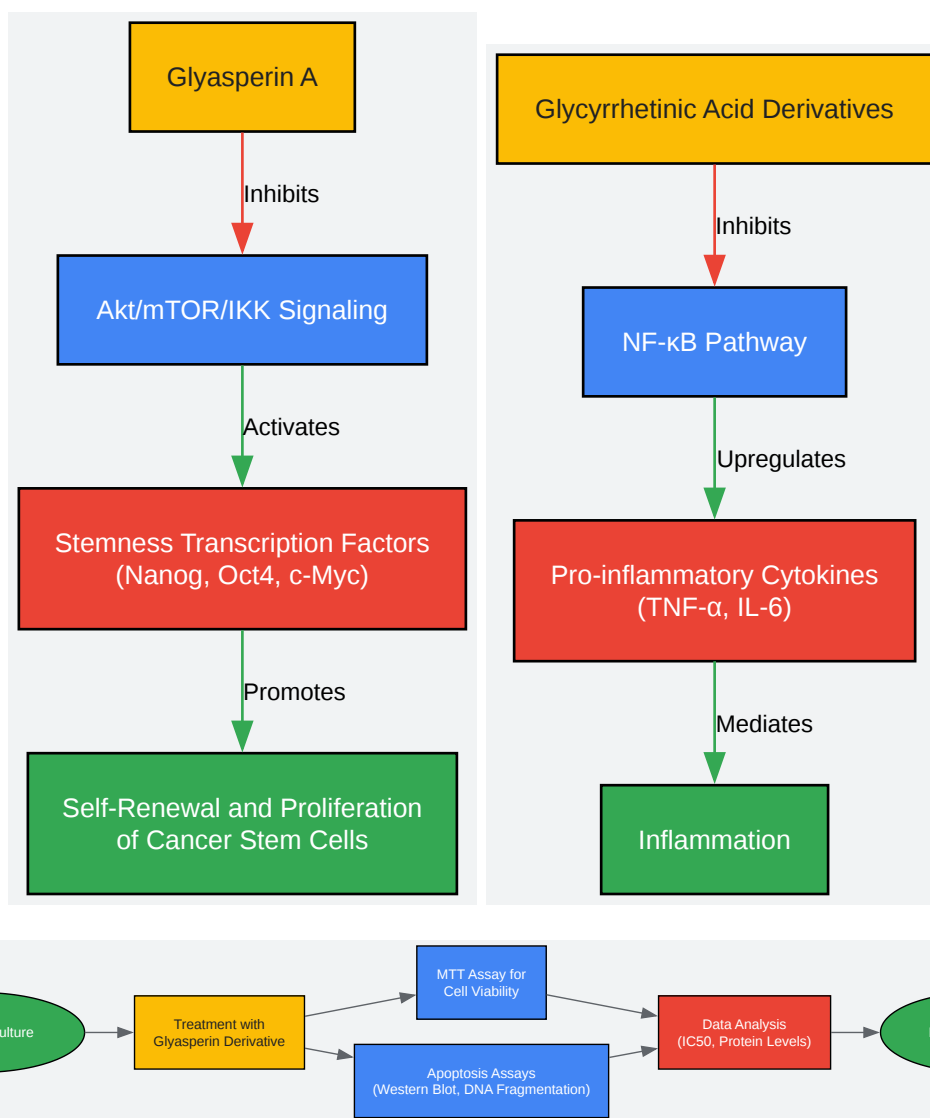 Glyasperin A
Inhibits
Akt/mTOR/IKK Signaling
Activates
Stemness Transcription Factors
(Nanog, Oct4, c-Myc)
Promotes
Self-Renewal and Proliferation
of Cancer Stem Cells
Glycyrrhetinic Acid Derivatives
Inhibits
NF-κB Pathway
Upregulates
Pro-inflammatory Cytokines
(TNF-α, IL-6)
Mediates
Inflammation
Treatment with
Glyasperin Derivative
MTT Assay for
Cell Viability
Apoptosis Assays
(Western Blot, DNA Fragmentation)
Data Analysis
(IC50, Protein Levels)